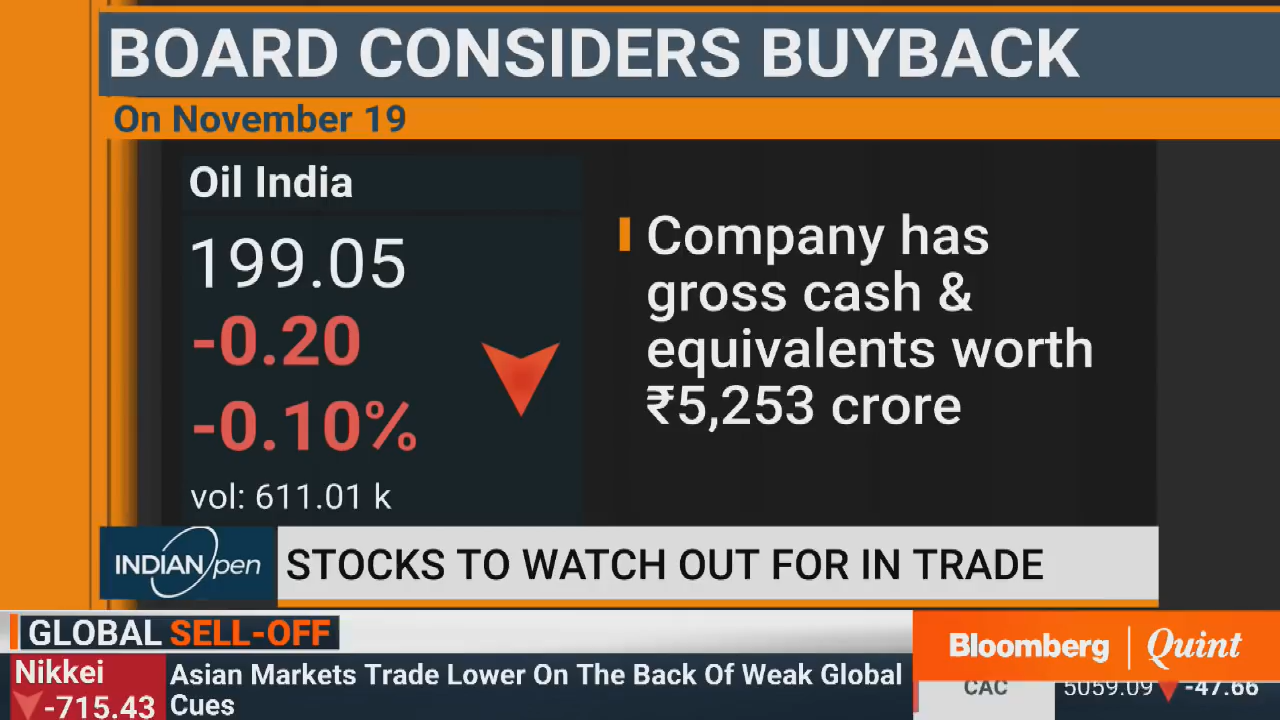 BOARD CONSIDERS BUYBACK
On November 19
Oil India
199.05
-0.20
-0.10%
vol: 611.01 k
Company has
gross cash &
equivalents worth
₹5,253 crore
INDIAN Open
STOCKS TO WATCH OUT FOR IN TRADE
GLOBAL SELL-OFF
Nikkei
-715.43
Asian Markets Trade Lower On The Back Of Weak Global
Cues
Bloomberg | Quint
CAC 5059.09 -47.66